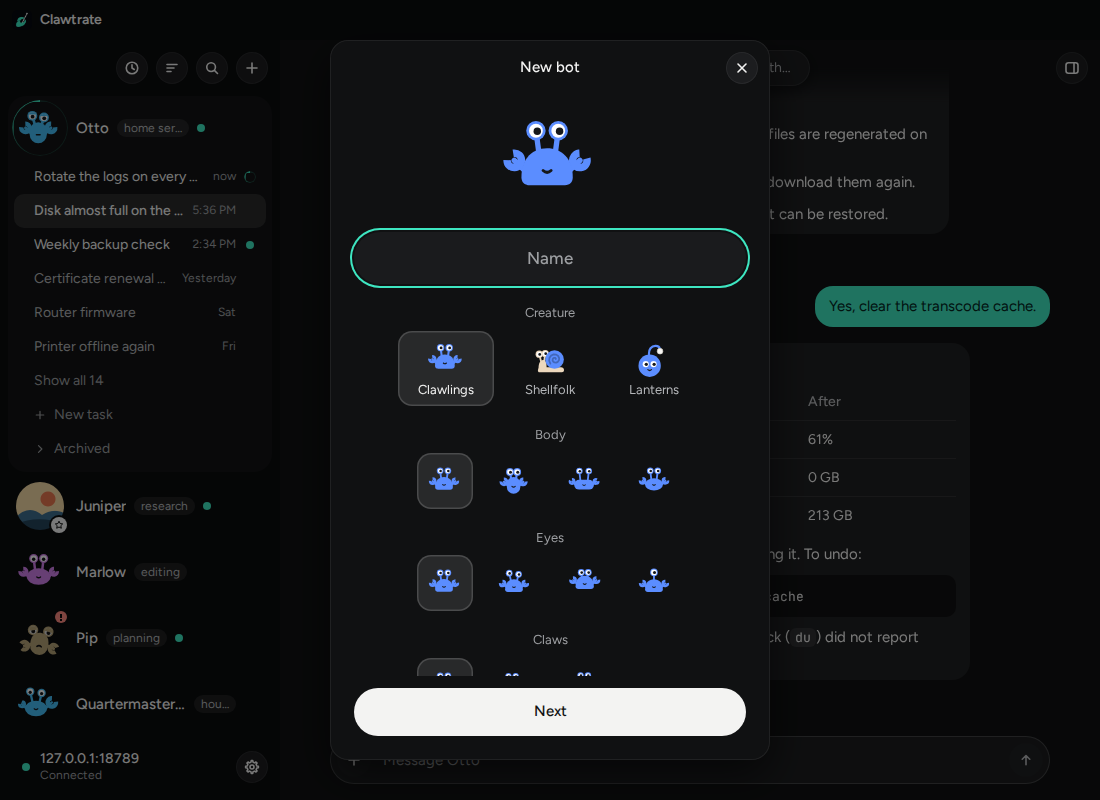 Clawtrate
Otto home ser...
Rotate the logs on every ... now
Disk almost full on the ... 5:36 PM
Weekly backup check 2:34 PM
Certificate renewal ... Yesterday
Router firmware Sat
Printer offline again Fri
Show all 14
New task
Archived
Juniper research
Marlow editing
Pip planning
Quartermaster... hou...
127.0.0.1:18789
Connected
New bot
Name
Creature
Clawlings Shellfolk Lanterns
Body
Eyes
Claws
Next
th...
files are regenerated on
download them again.
t can be restored.
Yes, clear the transcode cache.
After
61%
0 GB
213 GB
ng it. To undo:
cache
ck ( du ) did not report
Message Otto